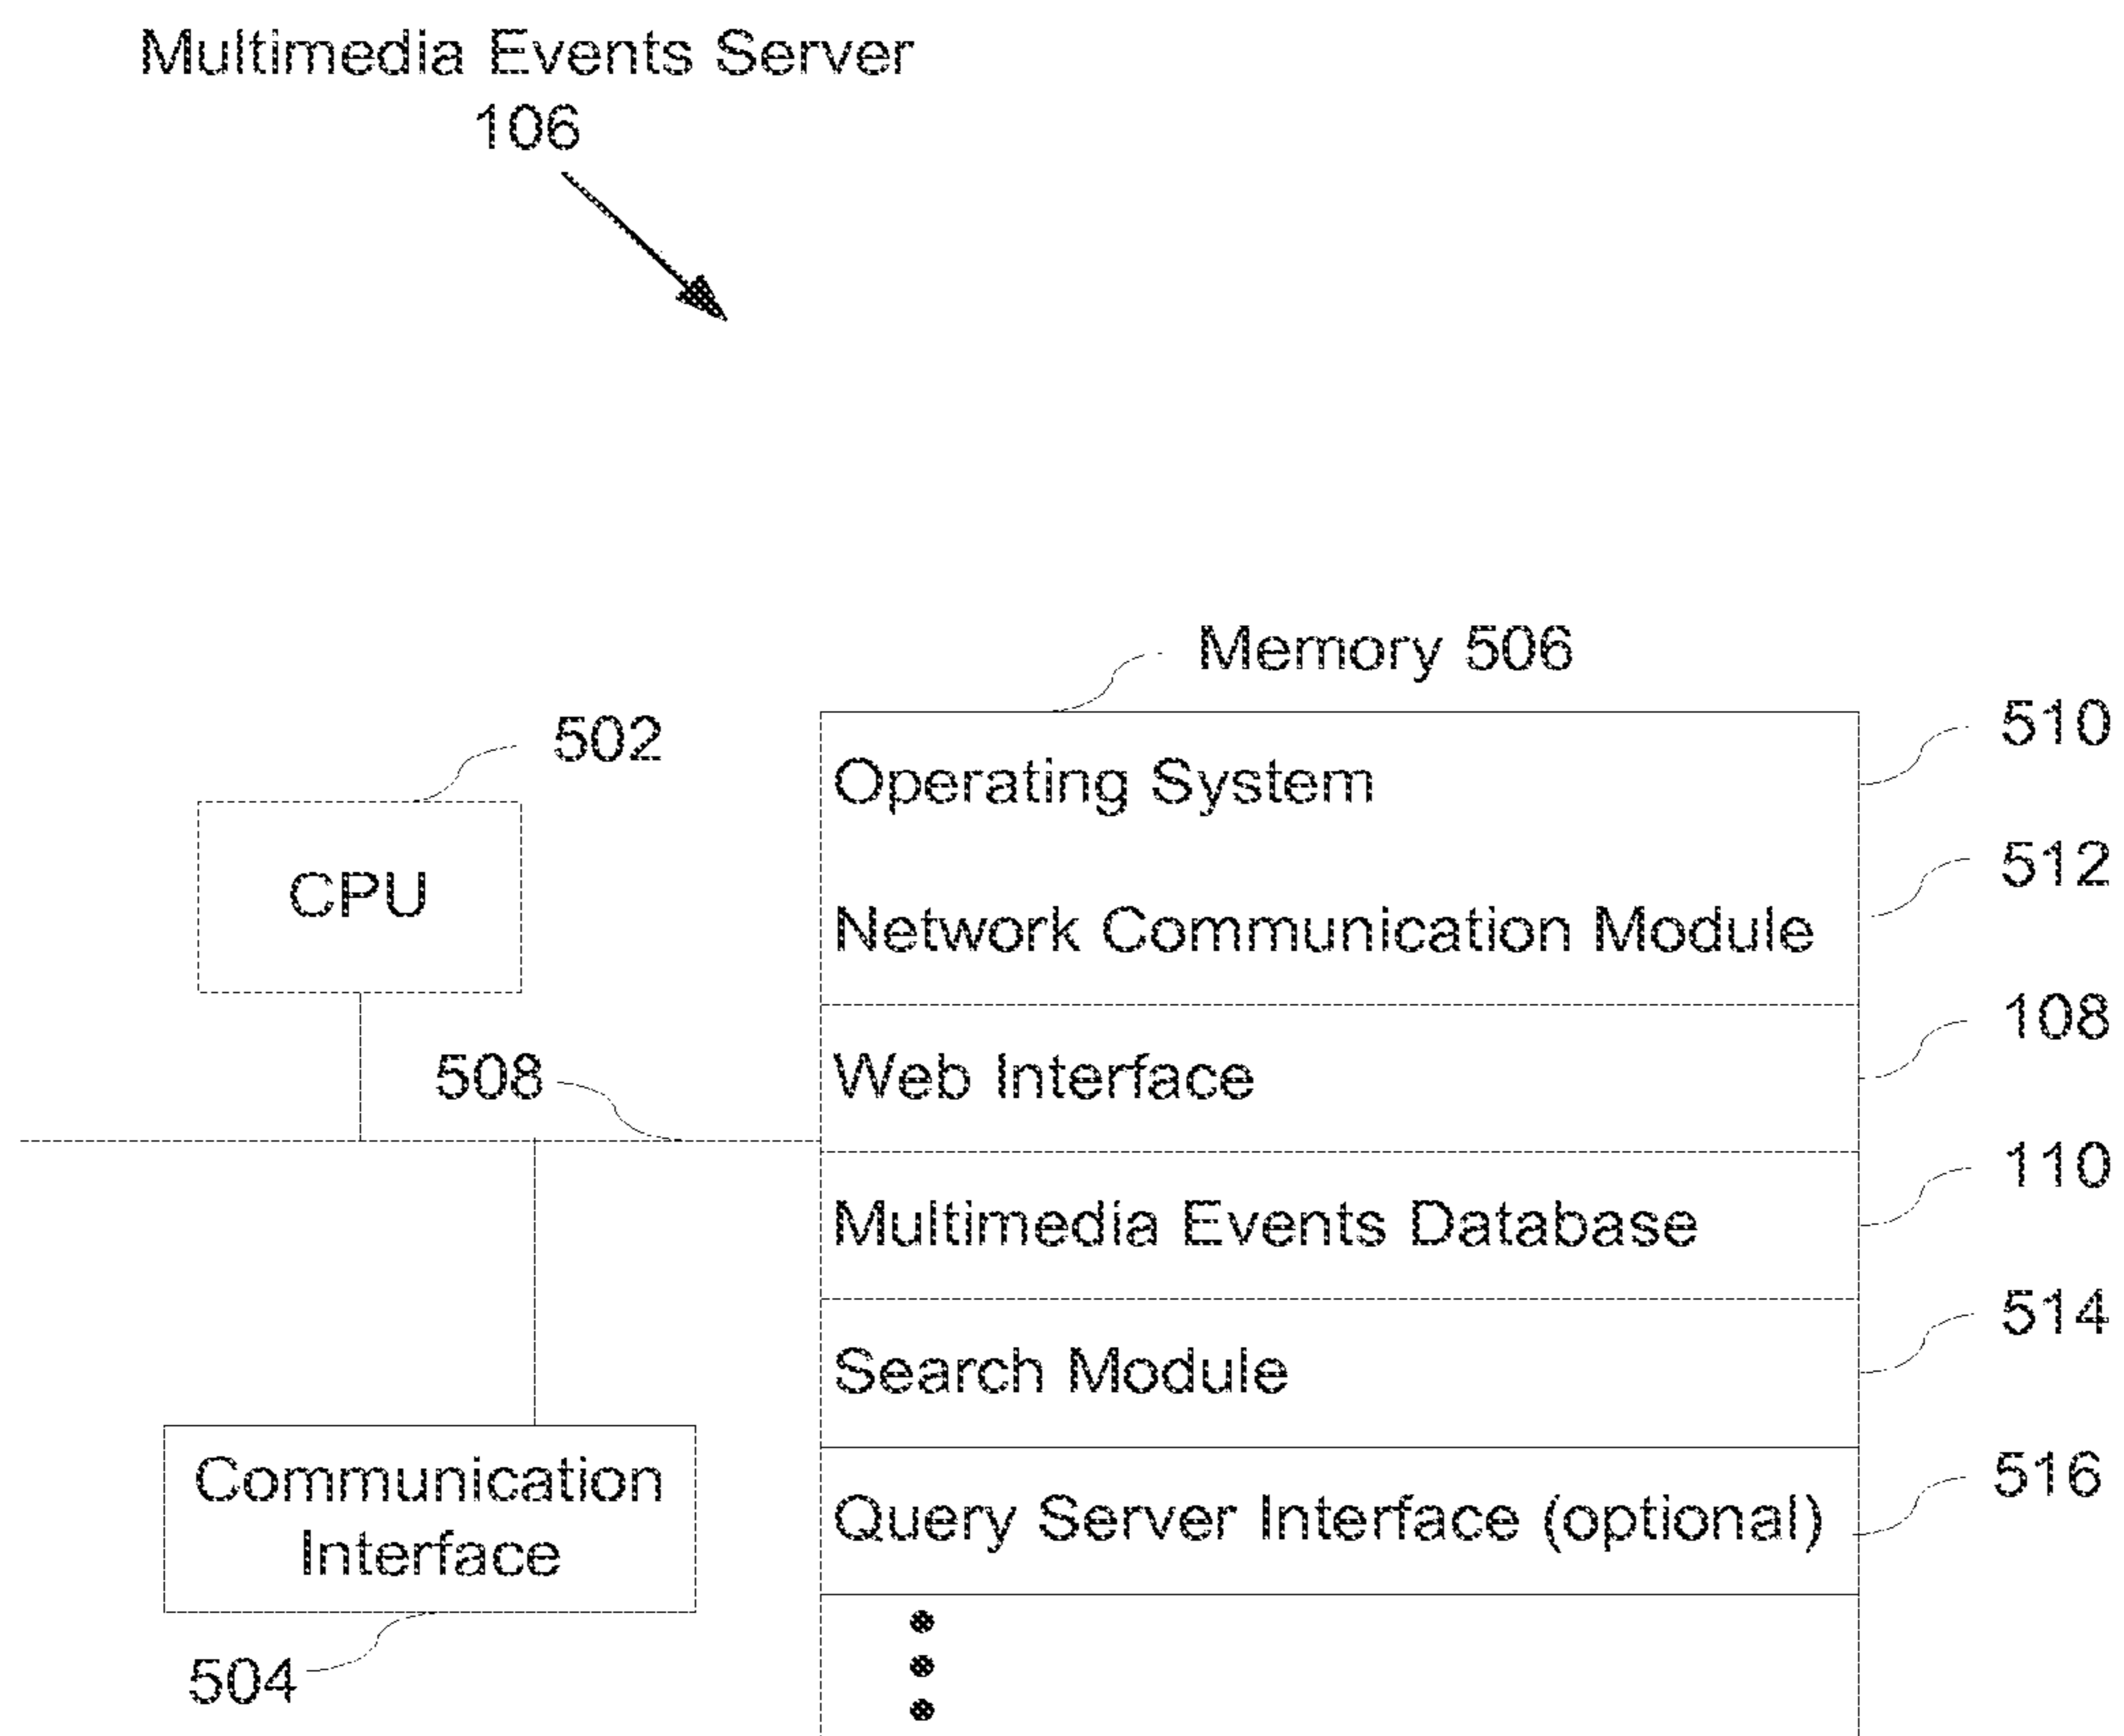 Multimedia Events Server
106
Memory 506
510
502
Operating System
512
CPU
Network Communication Module
108
508
Web Interface
110
Multimedia Events Database
514
Search Module
516
Communication
Interface
Query Server Interface (optional)
504